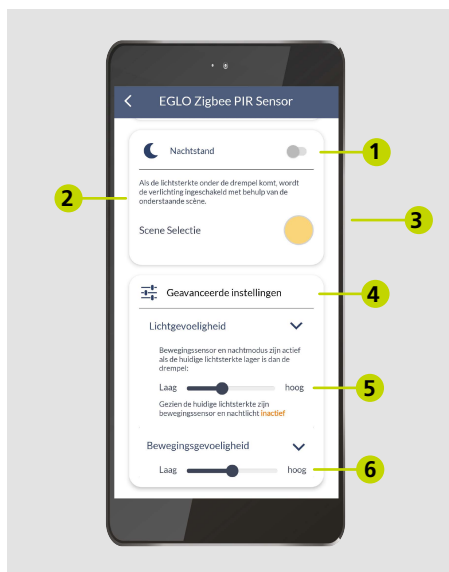 EGLO Zigbee PIR Sensor
Nachtstand
1
Als de lichtsterkte onder de drempel komt, wordt
de verlichting ingeschakeld met behulp van de
onderstaande scène.
2
Scene Selectie
3
Geavanceerde instellingen
4
Lichtgevoeligheid
Bewegingssensor en nachtmodus zijn actief
als de huidige lichtsterkte lager is dan de
drempel:
Laag hoog
5
Gezien de huidige lichtsterkte zijn
bewegingssensor en nachtlicht inactief
Bewegingsgevoeligheid
Laag hoog
6